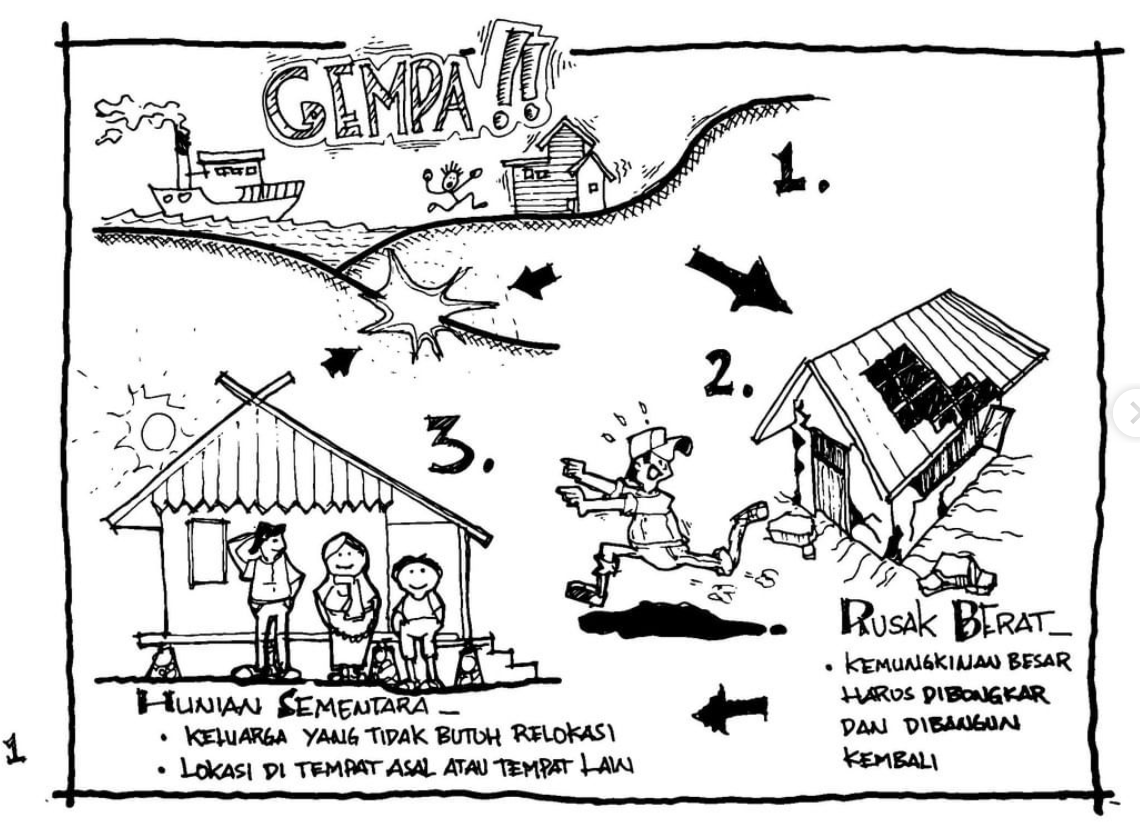 GEMPA!!
1.
2.
3.
RUSAK BERAT_
• KEMUNGKINAN BESAR
HARUS DIBONGKAR
DAN DIBANGUN
KEMBALI
HUNIAN SEMENTARA_
• KELUARGA YANG TIDAK BUTUH RELOKASI
• LOKASI DI TEMPAT ASAL ATAU TEMPAT LAIN
1